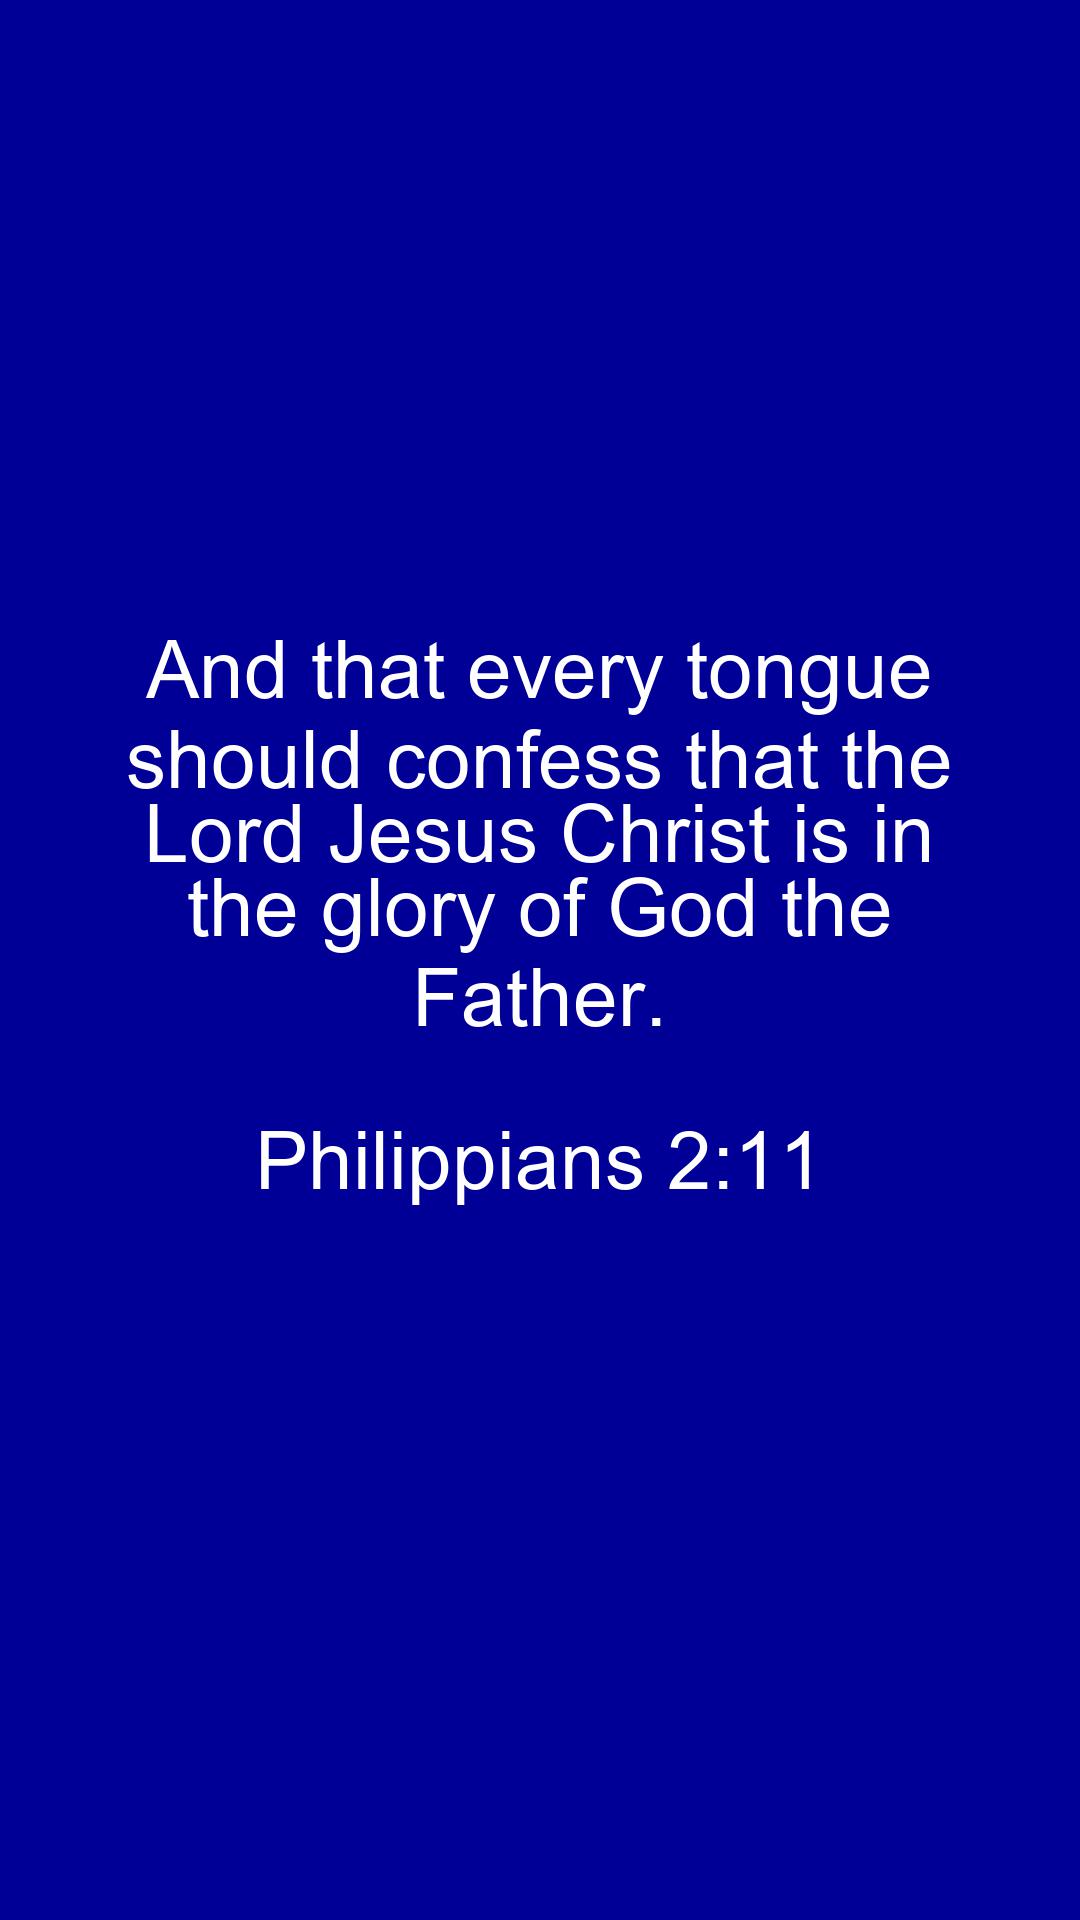 And that every tongue
should confess that the
Lord Jesus Christ is in
the glory of God the
Father.
Philippians 2:11